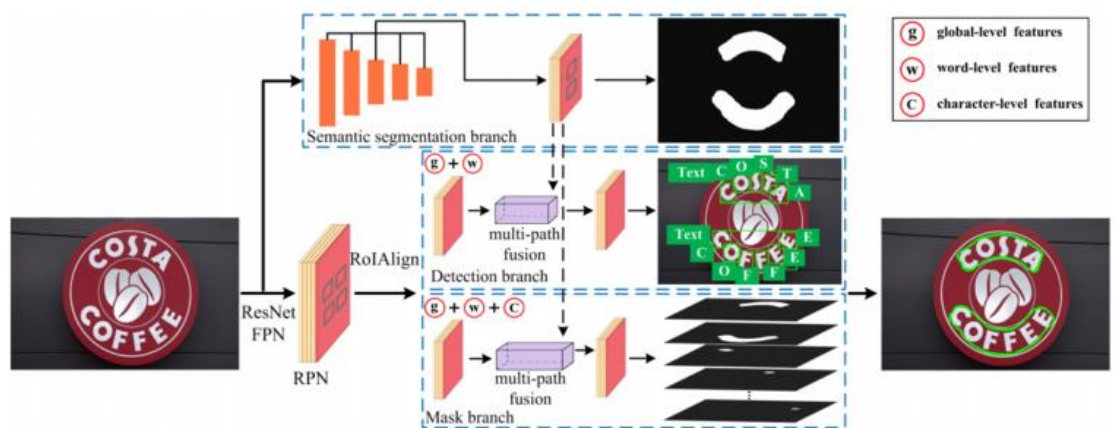 g global-level features
w word-level features
C character-level features
Semantic segmentation branch
g + w
Text C O S T A
COSTA
COFFEE
Text C O F F E E
multi-path
fusion
Detection branch
COSTA
COFFEE
ResNet
FPN
RPN
RoIAlign
g + w + C
multi-path
fusion
Mask branch
COSTA
COFFEE